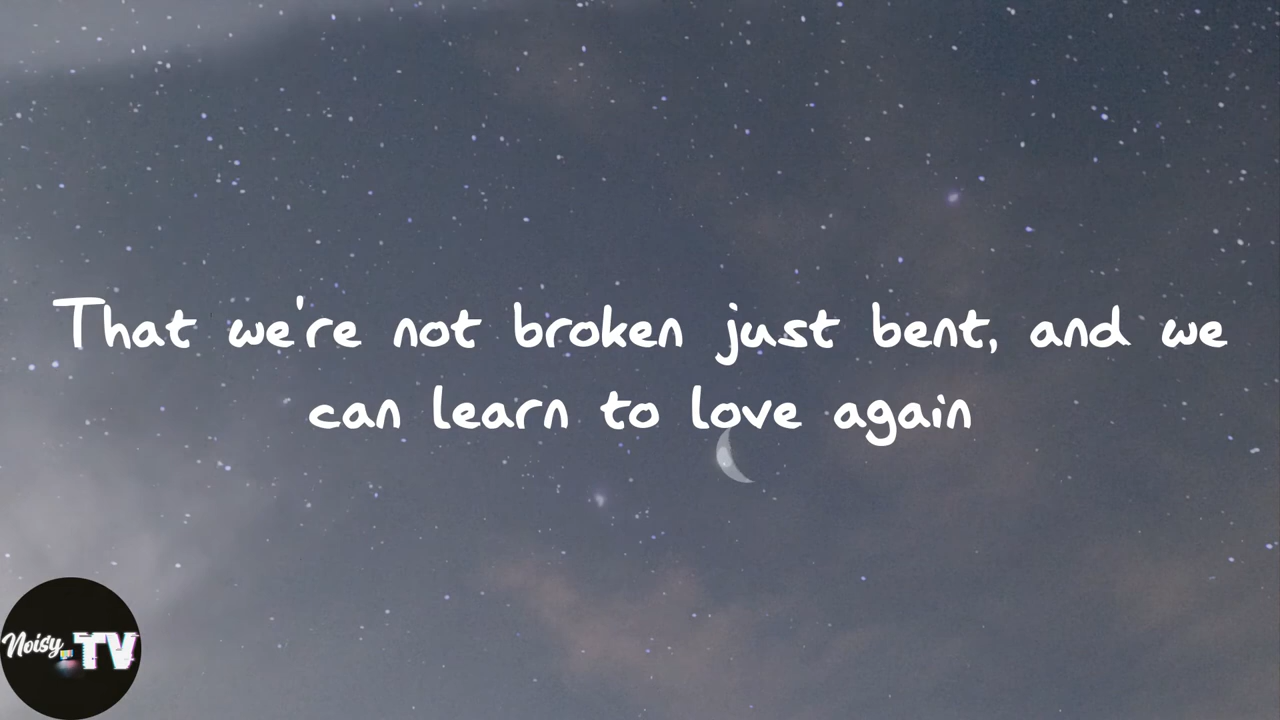 That we're not broken just bent, and we
can learn to love again
Noisy
TV